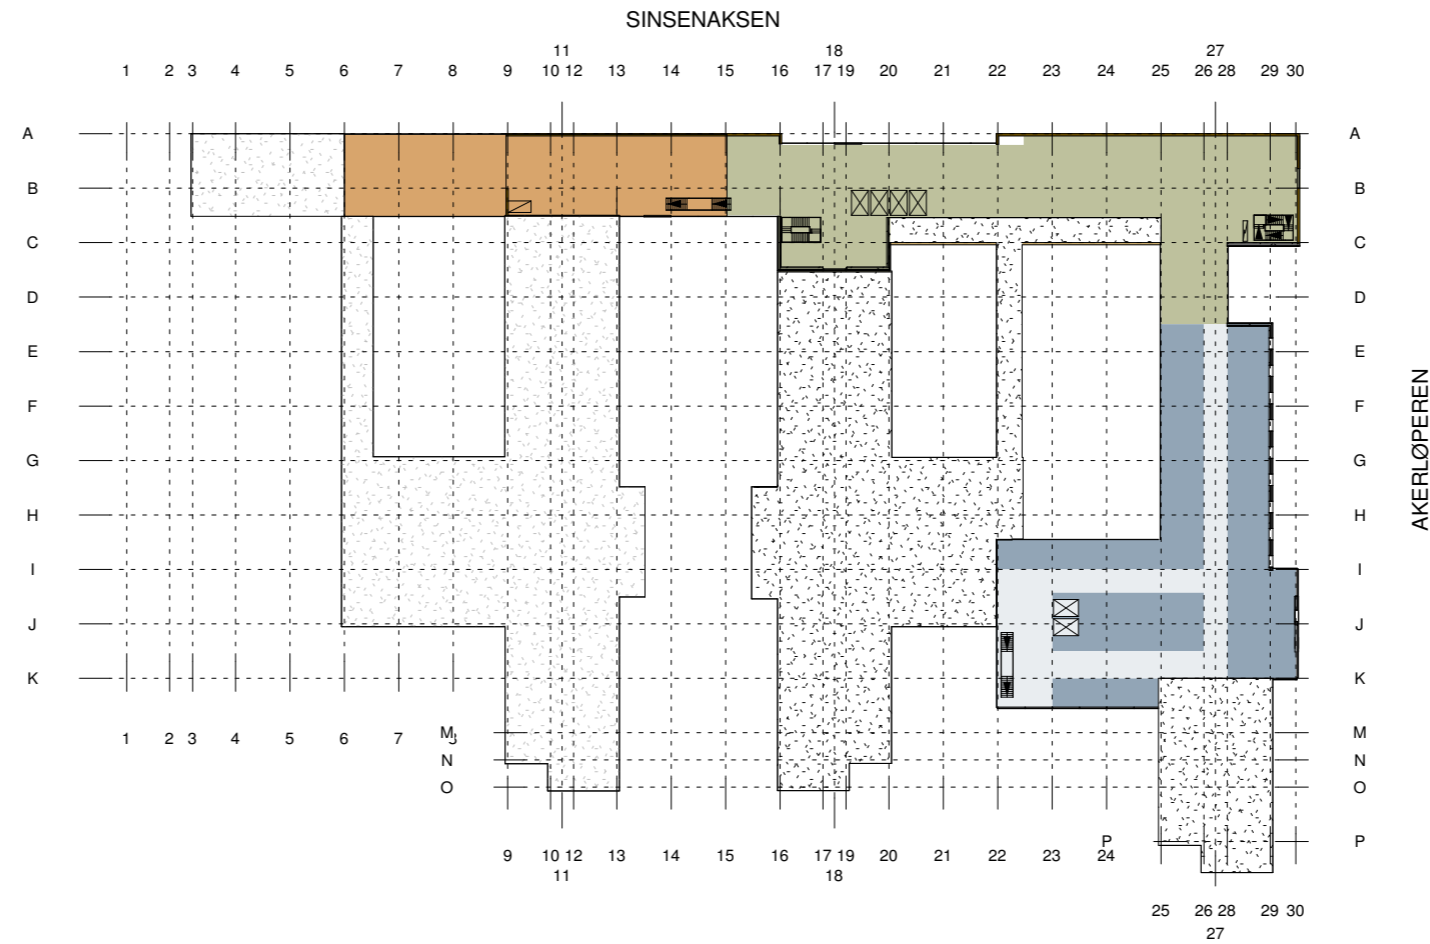 SINSENAKSEN
11 18 27
1 2 3 4 5 6 7 8 9 10 12 13 14 15 16 17 19 20 21 22 23 24 25 26 28 29 30
A A
B B
C C
D D
E E
F F
G G
H H
I I
J J
K K
AKERLØPEREN
M M
1 2 3 4 5 6 7
N N
O O
P P
9 10 12 13 14 15 16 17 19 20 21 22 23 24
11 18
25 26 28 29 30
27